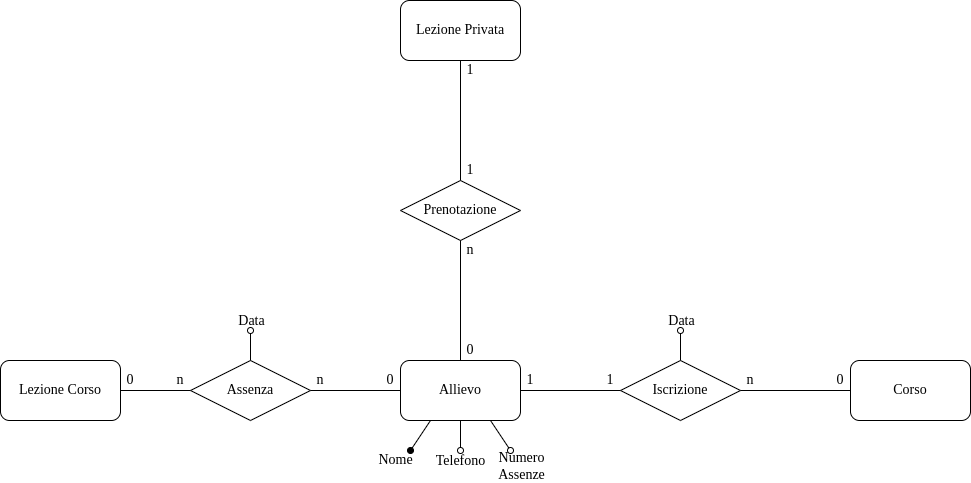 Lezione Privata
1
1
Prenotazione
n
0
Data
Data
Lezione Corso
0
n
Assenza
n
0
Allievo
1
1
Iscrizione
n
0
Corso
Nome
Telefono
Numero
Assenze